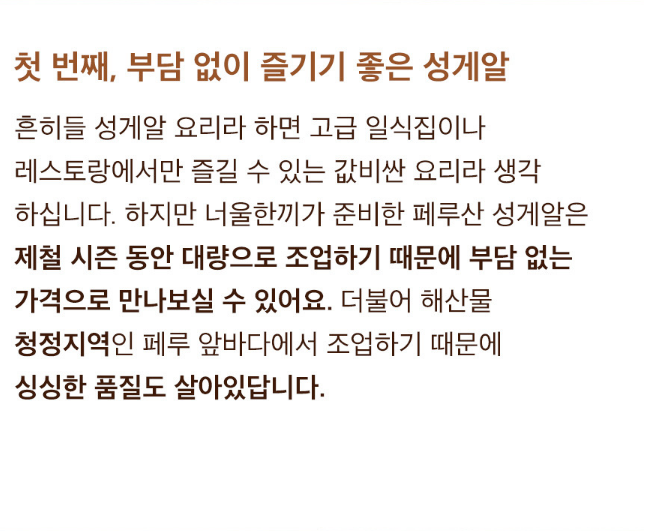 첫 번째, 부담 없이 즐기기 좋은 성게알
흔히들 성게알 요리라 하면 고급 일식집이나
레스토랑에서만 즐길 수 있는 값비싼 요리라 생각
하십니다. 하지만 너울한끼가 준비한 페루산 성게알은
제철 시즌 동안 대량으로 조업하기 때문에 부담 없는
가격으로 만나보실 수 있어요. 더불어 해산물
청정지역인 페루 앞바다에서 조업하기 때문에
싱싱한 품질도 살아있답니다.